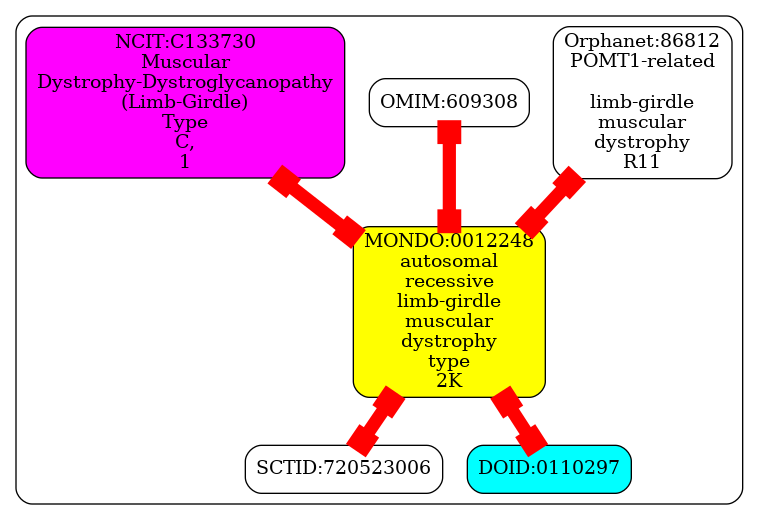 NCIT:C133730
Muscular
Dystrophy-Dystroglycanopathy
(Limb-Girdle)
Type
C,
1
OMIM:609308
Orphanet:86812
POMT1-related
limb-girdle
muscular
dystrophy
R11
MONDO:0012248
autosomal
recessive
limb-girdle
muscular
dystrophy
type
2K
SCTID:720523006
DOID:0110297